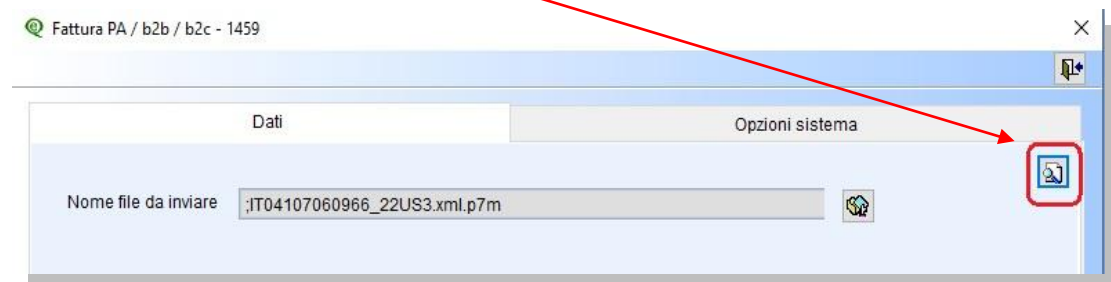 Fattura PA / b2b / b2c - 1459
Dati
Opzioni sistema
Nome file da inviare
;IT04107060966_22US3.xml.p7m